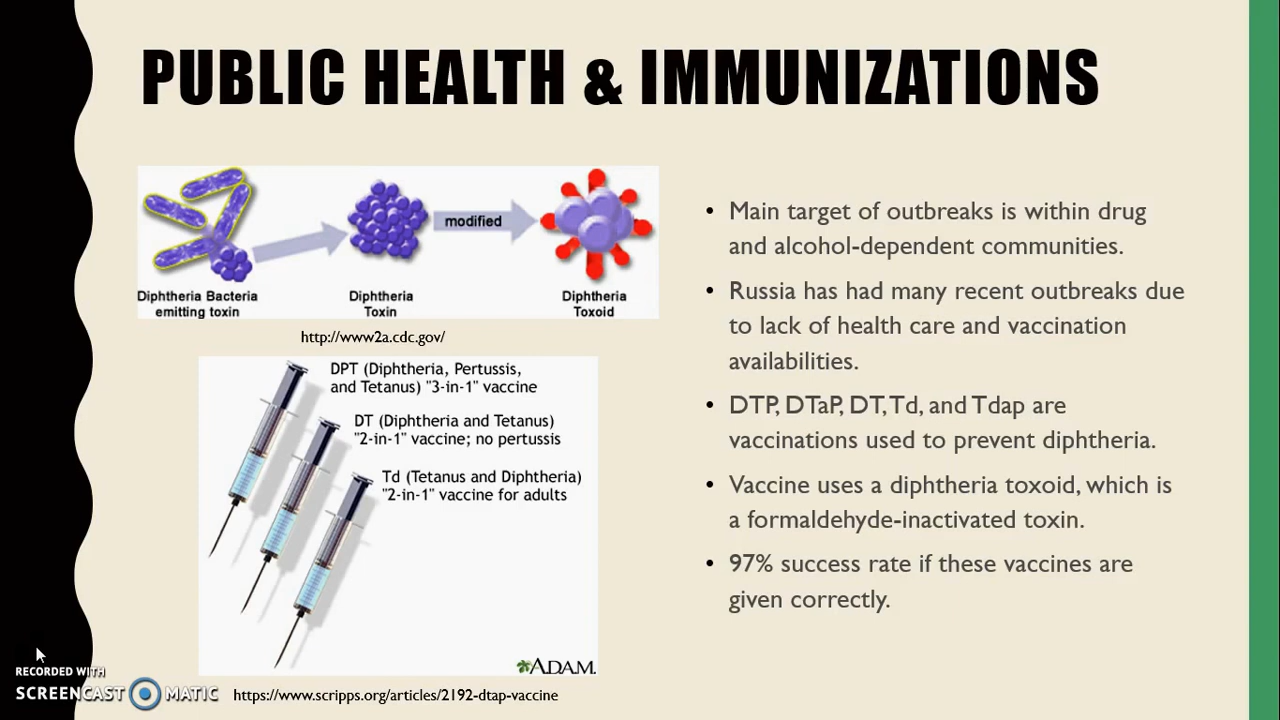 PUBLIC HEALTH & IMMUNIZATIONS
modified
Diphtheria Bacteria
emitting toxin
Diphtheria
Toxin
Diphtheria
Toxoid
http://www2a.cdc.gov/
DPT (Diphtheria, Pertussis,
and Tetanus) "3-in-1" vaccine
DT (Diphtheria and Tetanus)
"2-in-1" vaccine; no pertussis
Td (Tetanus and Diphtheria)
"2-in-1" vaccine for adults
ADAM.
https://www.scripps.org/articles/2192-dtap-vaccine
• Main target of outbreaks is within drug
and alcohol-dependent communities.
• Russia has had many recent outbreaks due
to lack of health care and vaccination
availabilities.
• DTP, DTaP, DT, Td, and Tdap are
vaccinations used to prevent diphtheria.
• Vaccine uses a diphtheria toxoid, which is
a formaldehyde-inactivated toxin.
• 97% success rate if these vaccines are
given correctly.
RECORDED WITH
SCREENCAST MATIC